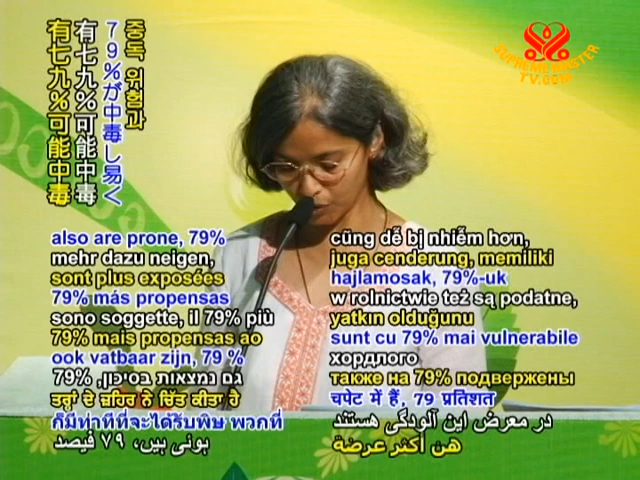 SUPREME MASTER
TV.COM
중독 위험과
79%が中毒し易く
有七九%可能中毒
有七九%可能中毒
also are prone, 79%
mehr dazu neigen,
sont plus exposées
79% más propensas
sono soggette, il 79% più
79% mais propensas ao
ook vatbaar zijn, 79 %
גם נמצאות בסיכון, 79%
ਤਰ੍ਹਾਂ ਦੇ ਜ਼ਹਿਰ ਨੇ ਚਿੱਤ ਕੀਤਾ ਹੈ
ก็มีท่าทีที่จะได้รับพิษ พวกที่
ہوئی ہیں، ۷۹ فیصد
cũng dễ bị nhiễm hơn,
juga cenderung, memiliki
hajlamosak, 79%-uk
w rolnictwie też są podatne,
yatkın olduğunu
sunt cu 79% mai vulnerabile
хордлого
также на 79% подвержены
चपेट में हैं, 79 प्रतिशत
در معرض این آلودگی هستند
هن أكثر عرضة